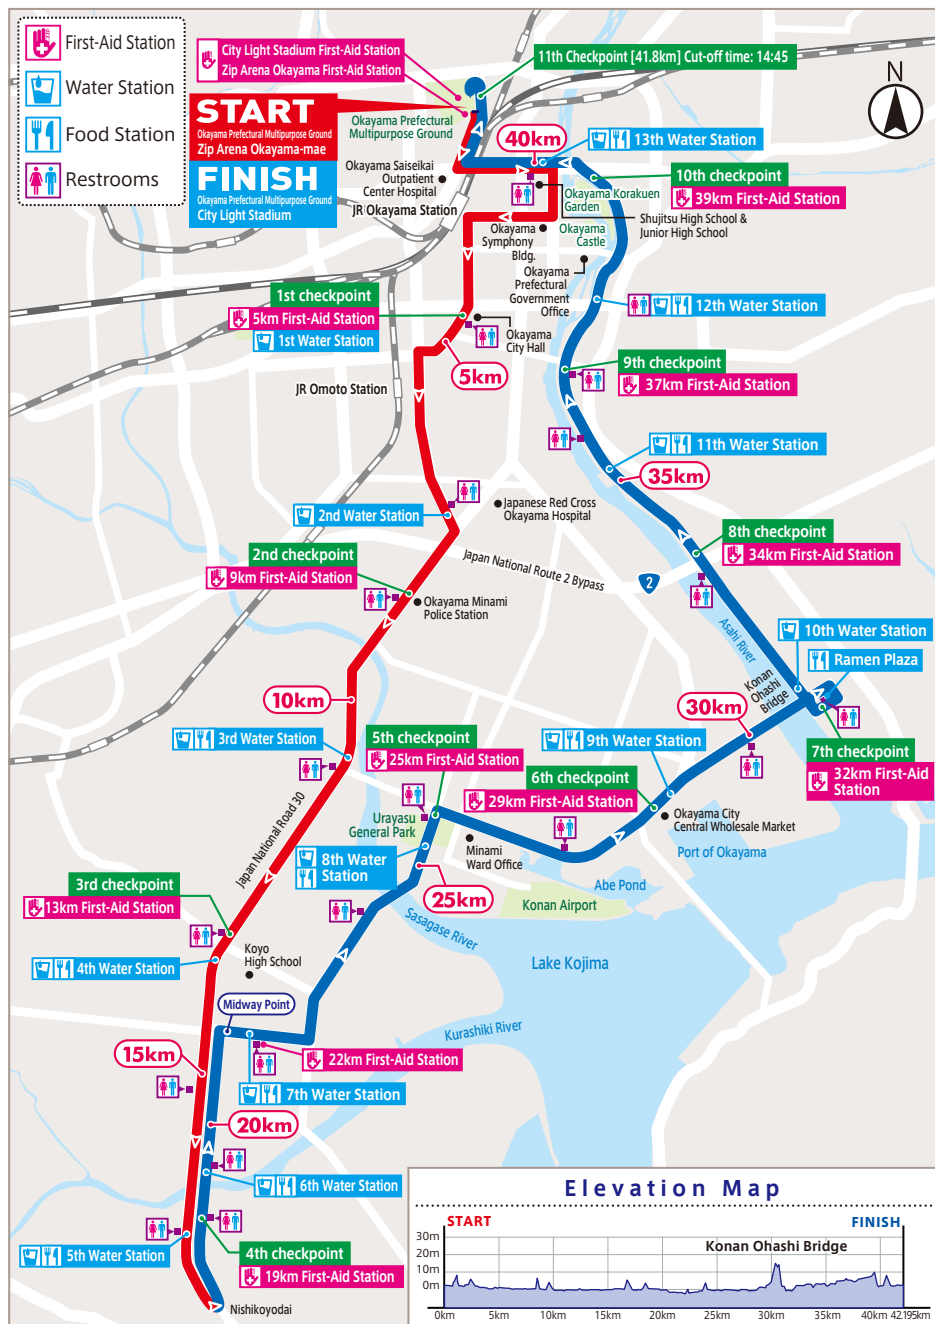 First-Aid Station
Water Station
Food Station
Restrooms
City Light Stadium First-Aid Station
Zip Arena Okayama First-Aid Station
11th Checkpoint [41.8km] Cut-off time: 14:45
N
START
Okayama Prefectural Multipurpose Ground
Zip Arena Okayama-mae
FINISH
Okayama Prefectural Multipurpose Ground
City Light Stadium
Okayama Prefectural
Multipurpose Ground
40km
13th Water Station
Okayama Saiseikai
Outpatient
Center Hospital
JR Okayama Station
10th checkpoint
39km First-Aid Station
Okayama Korakuen
Garden
Shujitsu High School &
Junior High School
Okayama
Symphony
Bldg.
Okayama
Castle
Okayama
Prefectural
Government
Office
1st checkpoint
5km First-Aid Station
1st Water Station
12th Water Station
Okayama
City Hall
5km
9th checkpoint
37km First-Aid Station
JR Omoto Station
11th Water Station
35km
2nd Water Station
Japanese Red Cross
Okayama Hospital
8th checkpoint
34km First-Aid Station
2nd checkpoint
9km First-Aid Station
Japan National Route 2 Bypass
2
Okayama Minami
Police Station
Asahi River
10th Water Station
Ramen Plaza
Konan
Ohashi
Bridge
10km
30km
5th checkpoint
25km First-Aid Station
3rd Water Station
9th Water Station
7th checkpoint
32km First-Aid
Station
6th checkpoint
29km First-Aid Station
Urayasu
General Park
Okayama City
Central Wholesale Market
Japan National Road 30
8th Water
Station
Minami
Ward Office
Port of Okayama
3rd checkpoint
13km First-Aid Station
25km
Abe Pond
Konan Airport
Sasagase River
Koyo
High School
4th Water Station
Lake Kojima
Midway Point
Kurashiki River
15km
22km First-Aid Station
7th Water Station
20km
6th Water Station
5th Water Station
4th checkpoint
19km First-Aid Station
Nishikoyodai
Elevation Map
START
FINISH
30m
20m
10m
0m
Konan Ohashi Bridge
0km 5km 10km 15km 20km 25km 30km 35km 40km 42.195km